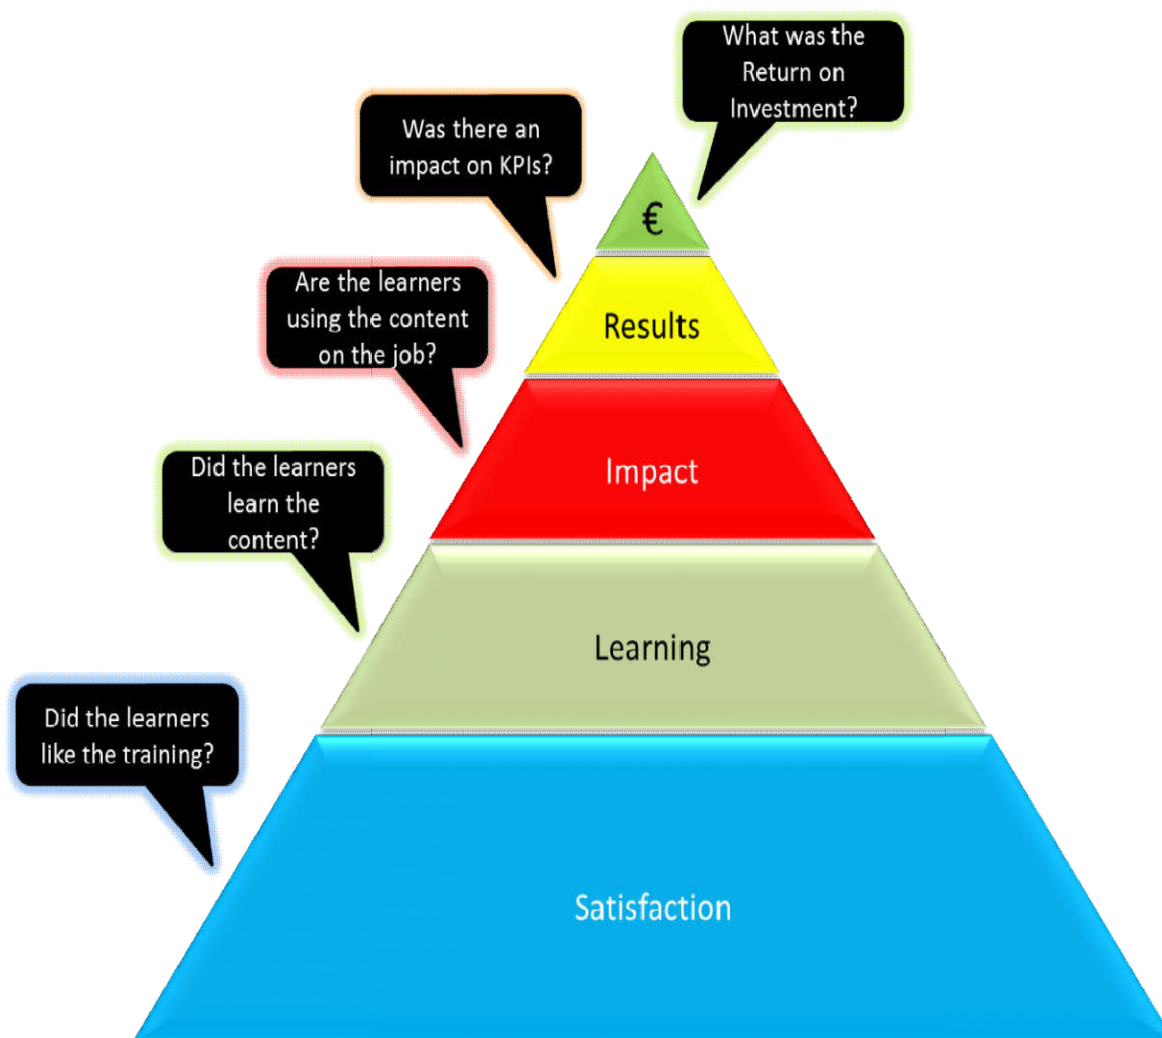 What was the
Return on
Investment?
Was there an
impact on KPIs?
€
Are the learners
using the content
on the job?
Results
Did the learners
learn the
content?
Impact
Learning
Did the learners
like the training?
Satisfaction